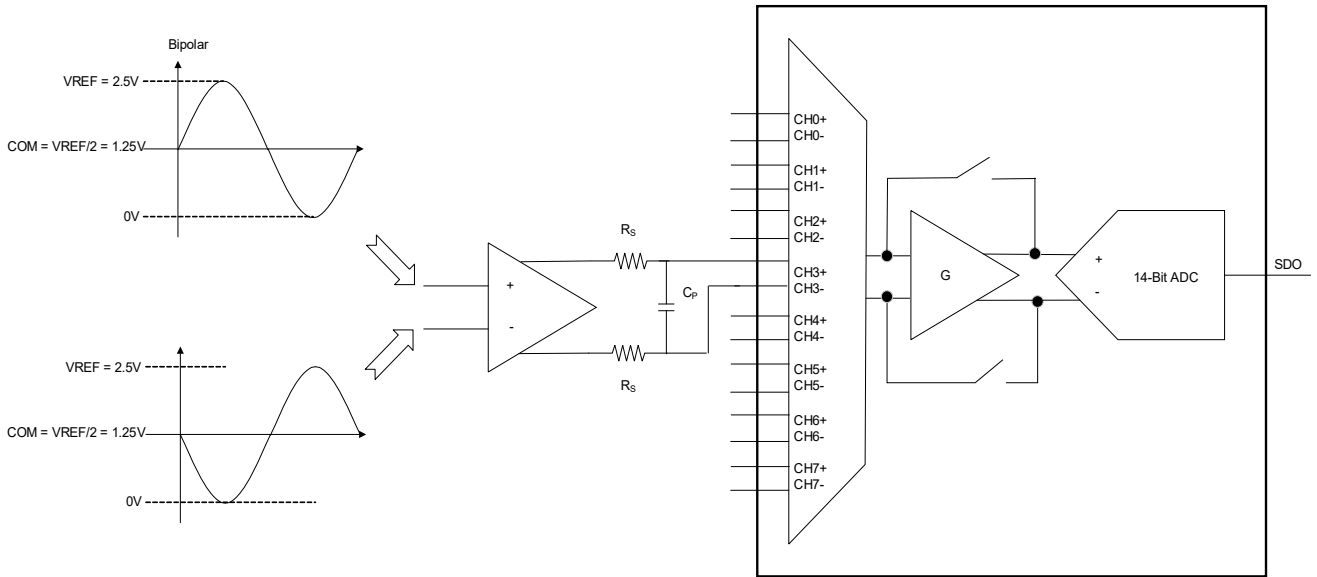 Bipolar
VREF = 2.5V
COM = VREF/2 = 1.25V
0V
VREF = 2.5V
COM = VREF/2 = 1.25V
0V
+
-
RS
CP
RS
CH0+
CH0-
CH1+
CH1-
CH2+
CH2-
CH3+
CH3-
CH4+
CH4-
CH5+
CH5-
CH6+
CH6-
CH7+
CH7-
G
+
-
14-Bit ADC
SDO